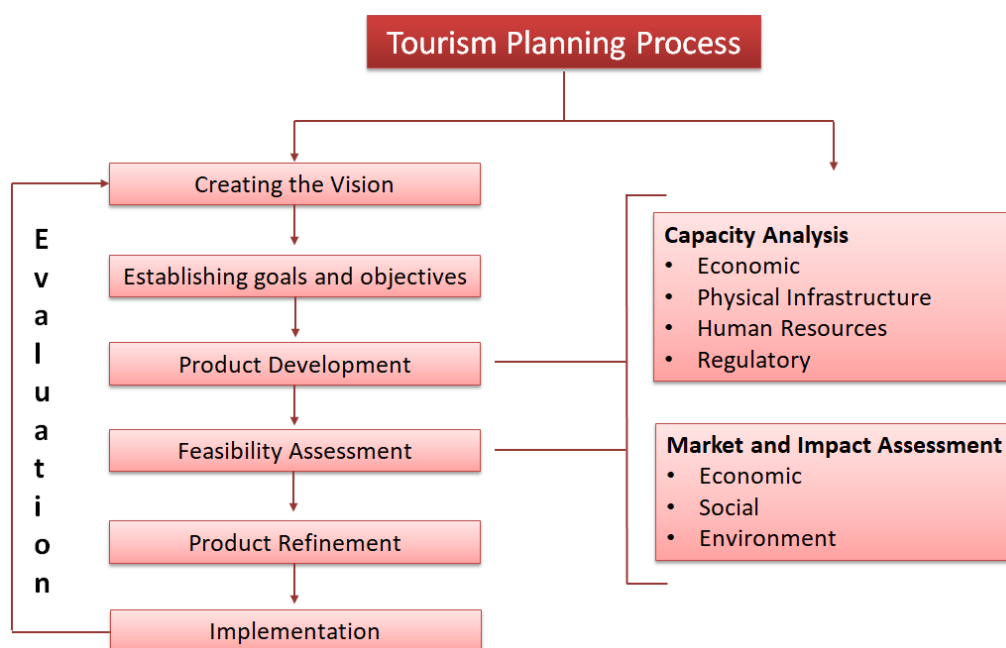 Tourism Planning Process
Creating the Vision
Establishing goals and objectives
Product Development
Feasibility Assessment
Product Refinement
Implementation
Evaluation
Capacity Analysis
• Economic
• Physical Infrastructure
• Human Resources
• Regulatory
Market and Impact Assessment
• Economic
• Social
• Environment